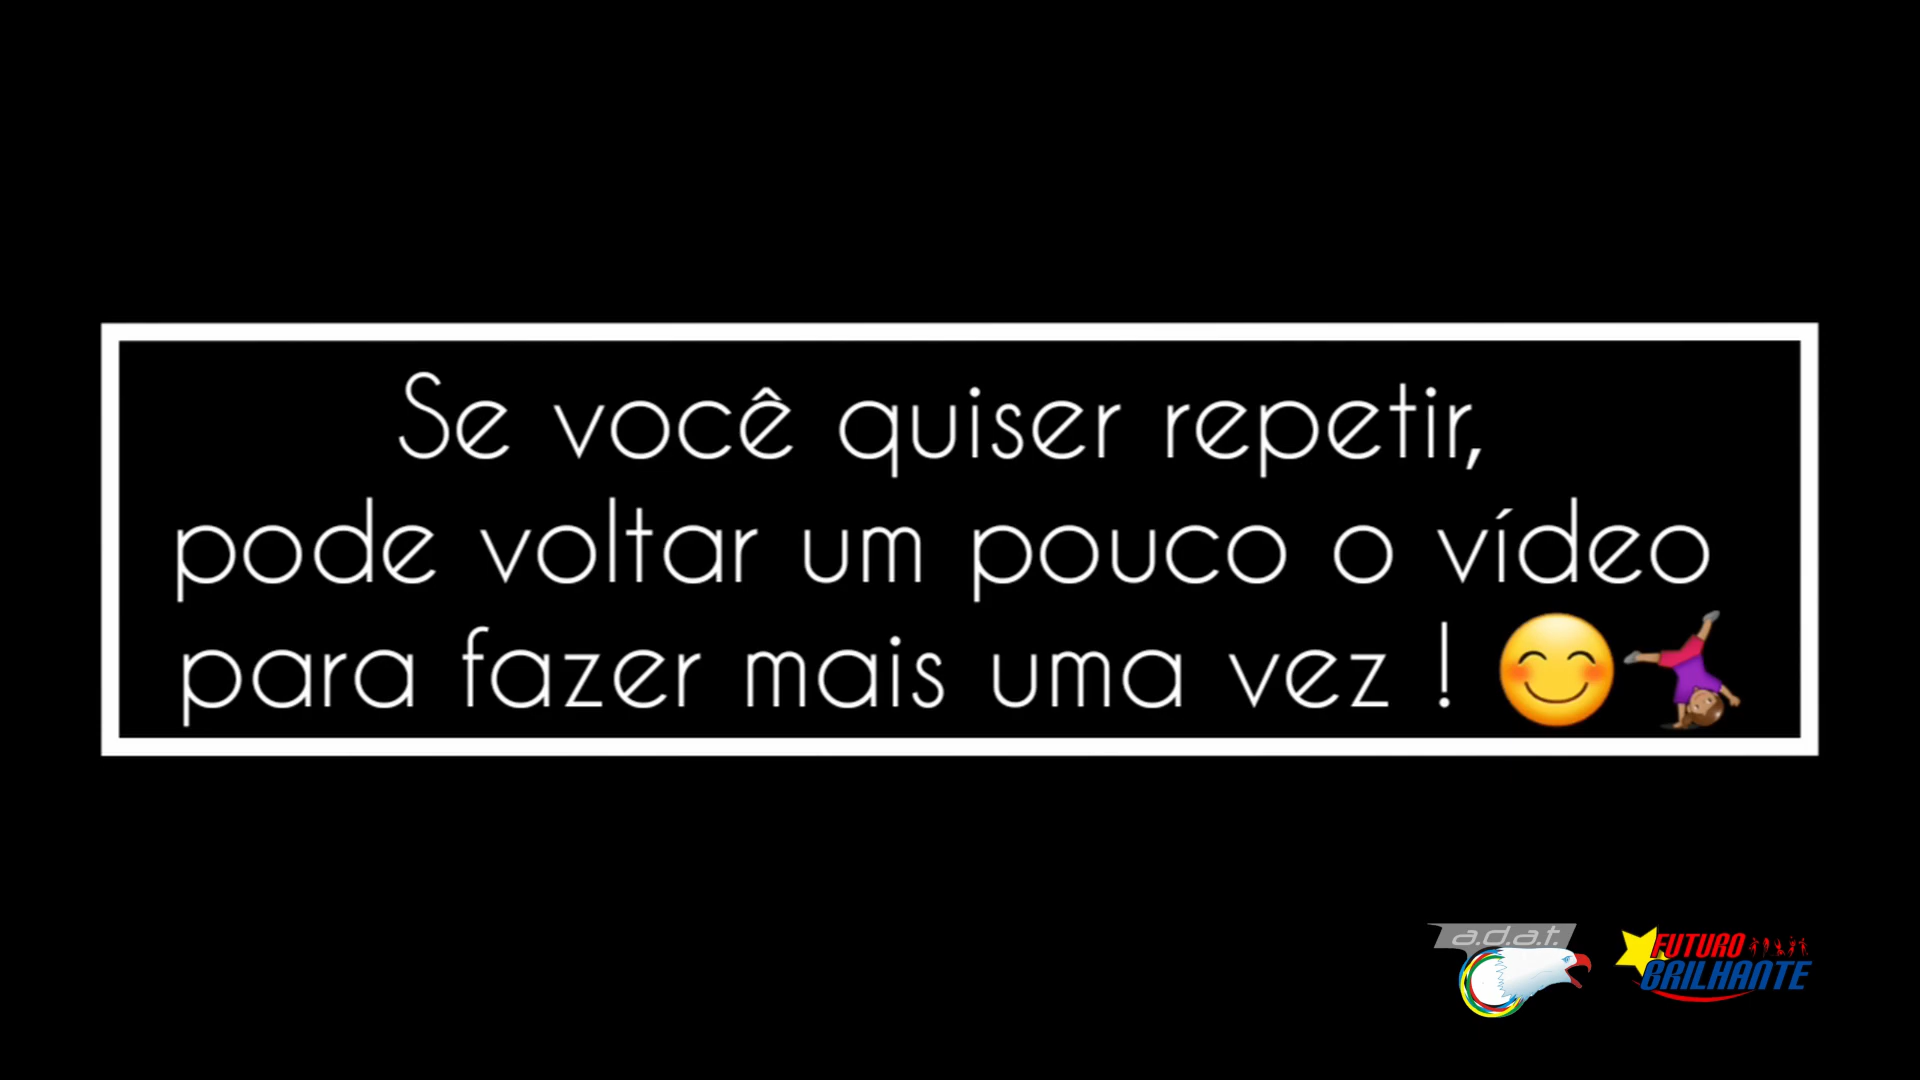 Se você quiser repetir,
pode voltar um pouco o vídeo
para fazer mais uma vez ! 😊🤸🏽‍♀️
a.d.a.t.
FUTURO
BRILHANTE